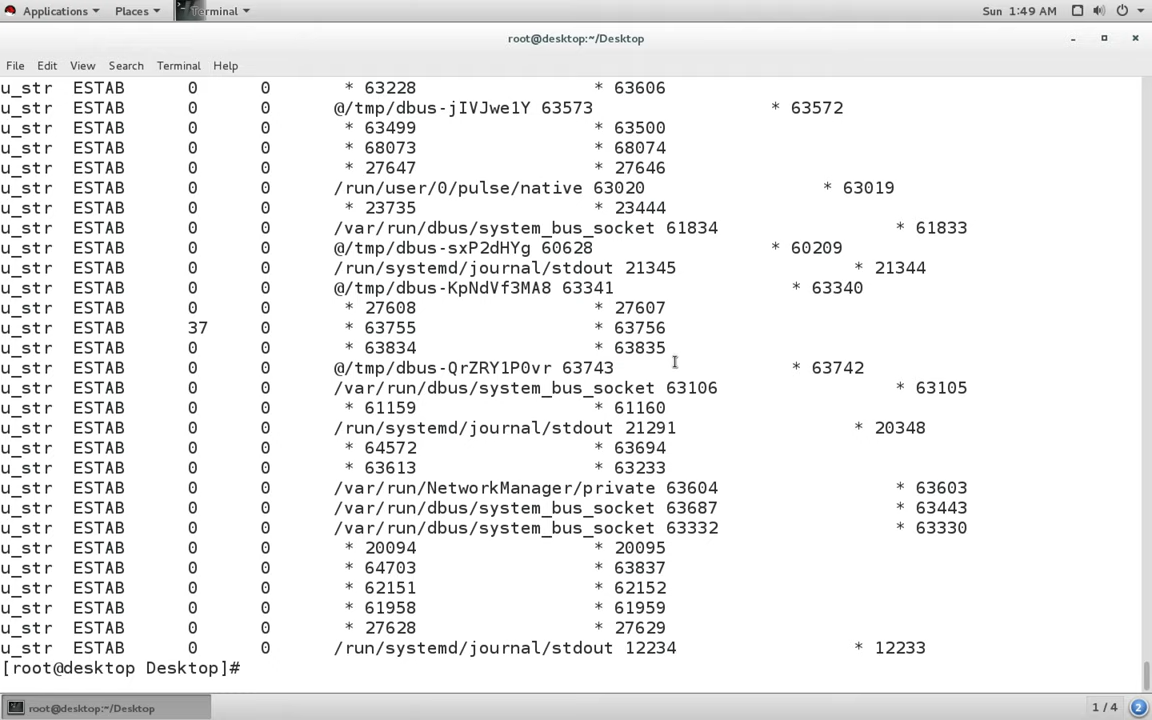 Applications Places Terminal Sun 1:49 AM
root@desktop:~/Desktop
File Edit View Search Terminal Help
u_str ESTAB 0 0 * 63228 * 63606
u_str ESTAB 0 0 @/tmp/dbus-jIVJwe1Y 63573 * 63572
u_str ESTAB 0 0 * 63499 * 63500
u_str ESTAB 0 0 * 68073 * 68074
u_str ESTAB 0 0 * 27647 * 27646
u_str ESTAB 0 0 /run/user/0/pulse/native 63020 * 63019
u_str ESTAB 0 0 * 23735 * 23444
u_str ESTAB 0 0 /var/run/dbus/system_bus_socket 61834 * 61833
u_str ESTAB 0 0 @/tmp/dbus-sxP2dHYg 60628 * 60209
u_str ESTAB 0 0 /run/systemd/journal/stdout 21345 * 21344
u_str ESTAB 0 0 @/tmp/dbus-KpNdVf3MA8 63341 * 63340
u_str ESTAB 0 0 * 27608 * 27607
u_str ESTAB 37 0 * 63755 * 63756
u_str ESTAB 0 0 * 63834 * 63835
u_str ESTAB 0 0 @/tmp/dbus-QrZRY1P0vr 63743 * 63742
u_str ESTAB 0 0 /var/run/dbus/system_bus_socket 63106 * 63105
u_str ESTAB 0 0 * 61159 * 61160
u_str ESTAB 0 0 /run/systemd/journal/stdout 21291 * 20348
u_str ESTAB 0 0 * 64572 * 63694
u_str ESTAB 0 0 * 63613 * 63233
u_str ESTAB 0 0 /var/run/NetworkManager/private 63604 * 63603
u_str ESTAB 0 0 /var/run/dbus/system_bus_socket 63687 * 63443
u_str ESTAB 0 0 /var/run/dbus/system_bus_socket 63332 * 63330
u_str ESTAB 0 0 * 20094 * 20095
u_str ESTAB 0 0 * 64703 * 63837
u_str ESTAB 0 0 * 62151 * 62152
u_str ESTAB 0 0 * 61958 * 61959
u_str ESTAB 0 0 * 27628 * 27629
u_str ESTAB 0 0 /run/systemd/journal/stdout 12234 * 12233
[root@desktop Desktop]#
root@desktop:~/Desktop 1 / 4 2